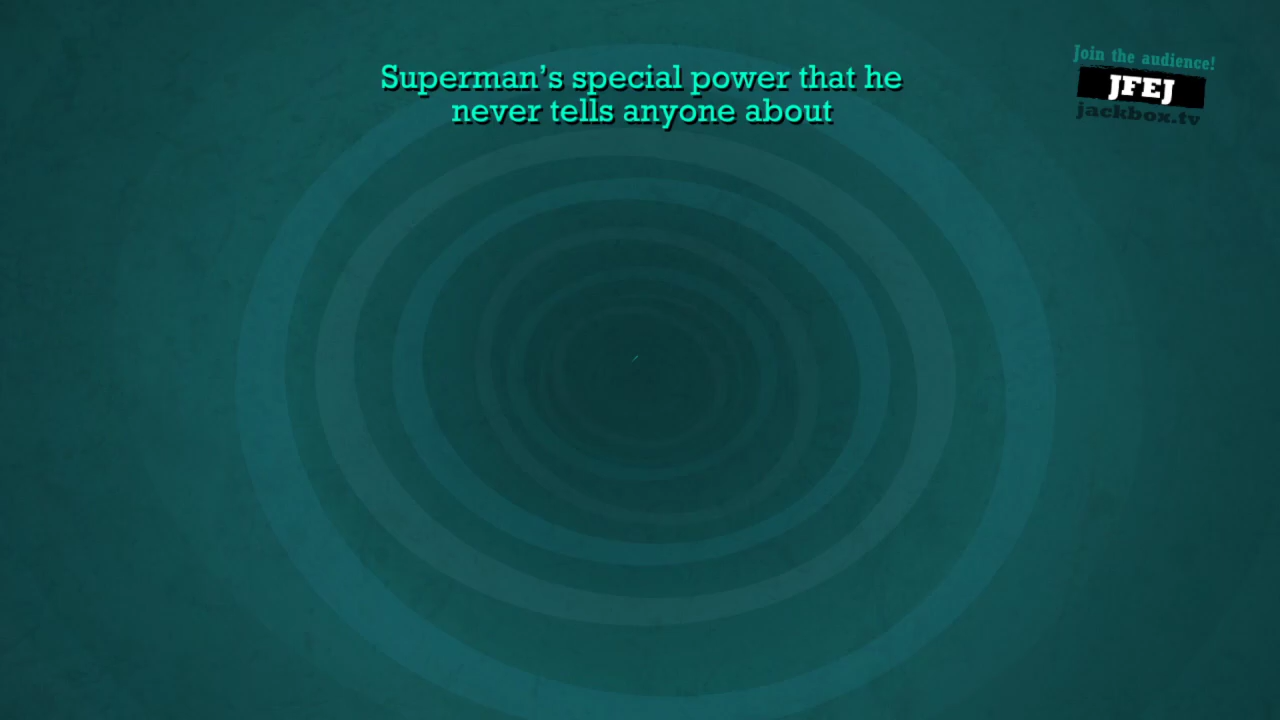 Superman's special power that he
never tells anyone about
Join the audience!
JFEJ
jackbox.tv